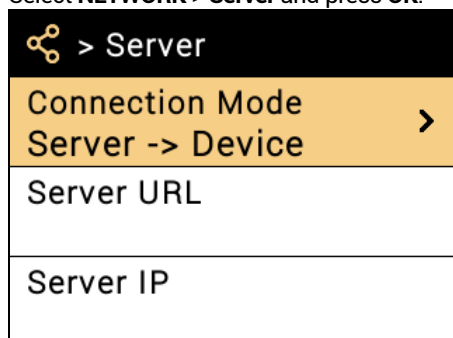 Select NETWORK > Server and press OK.
> Server
Connection Mode
Server -> Device
>
Server URL
Server IP